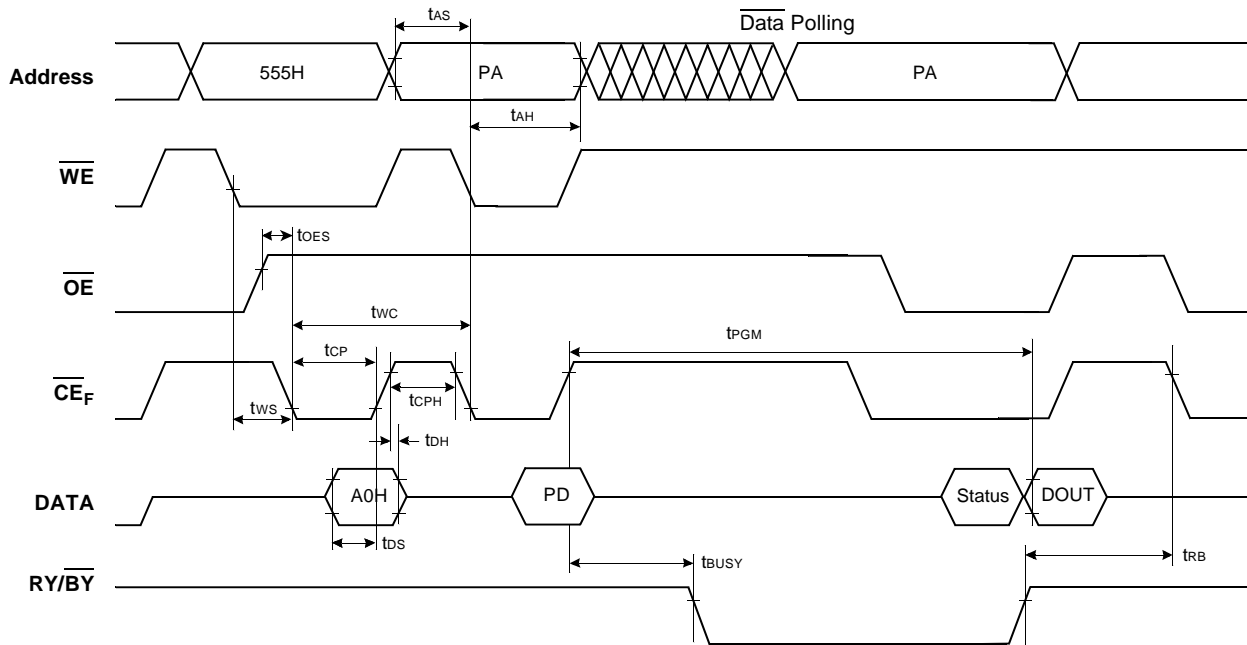 tAS
Data Polling
Address
555H
PA
PA
tAH
WE
tOES
OE
tWC
tPGM
tCP
CEF
tCPH
tWS
tDH
DATA
A0H
PD
Status
DOUT
tDS
tBUSY
tRB
RY/BY